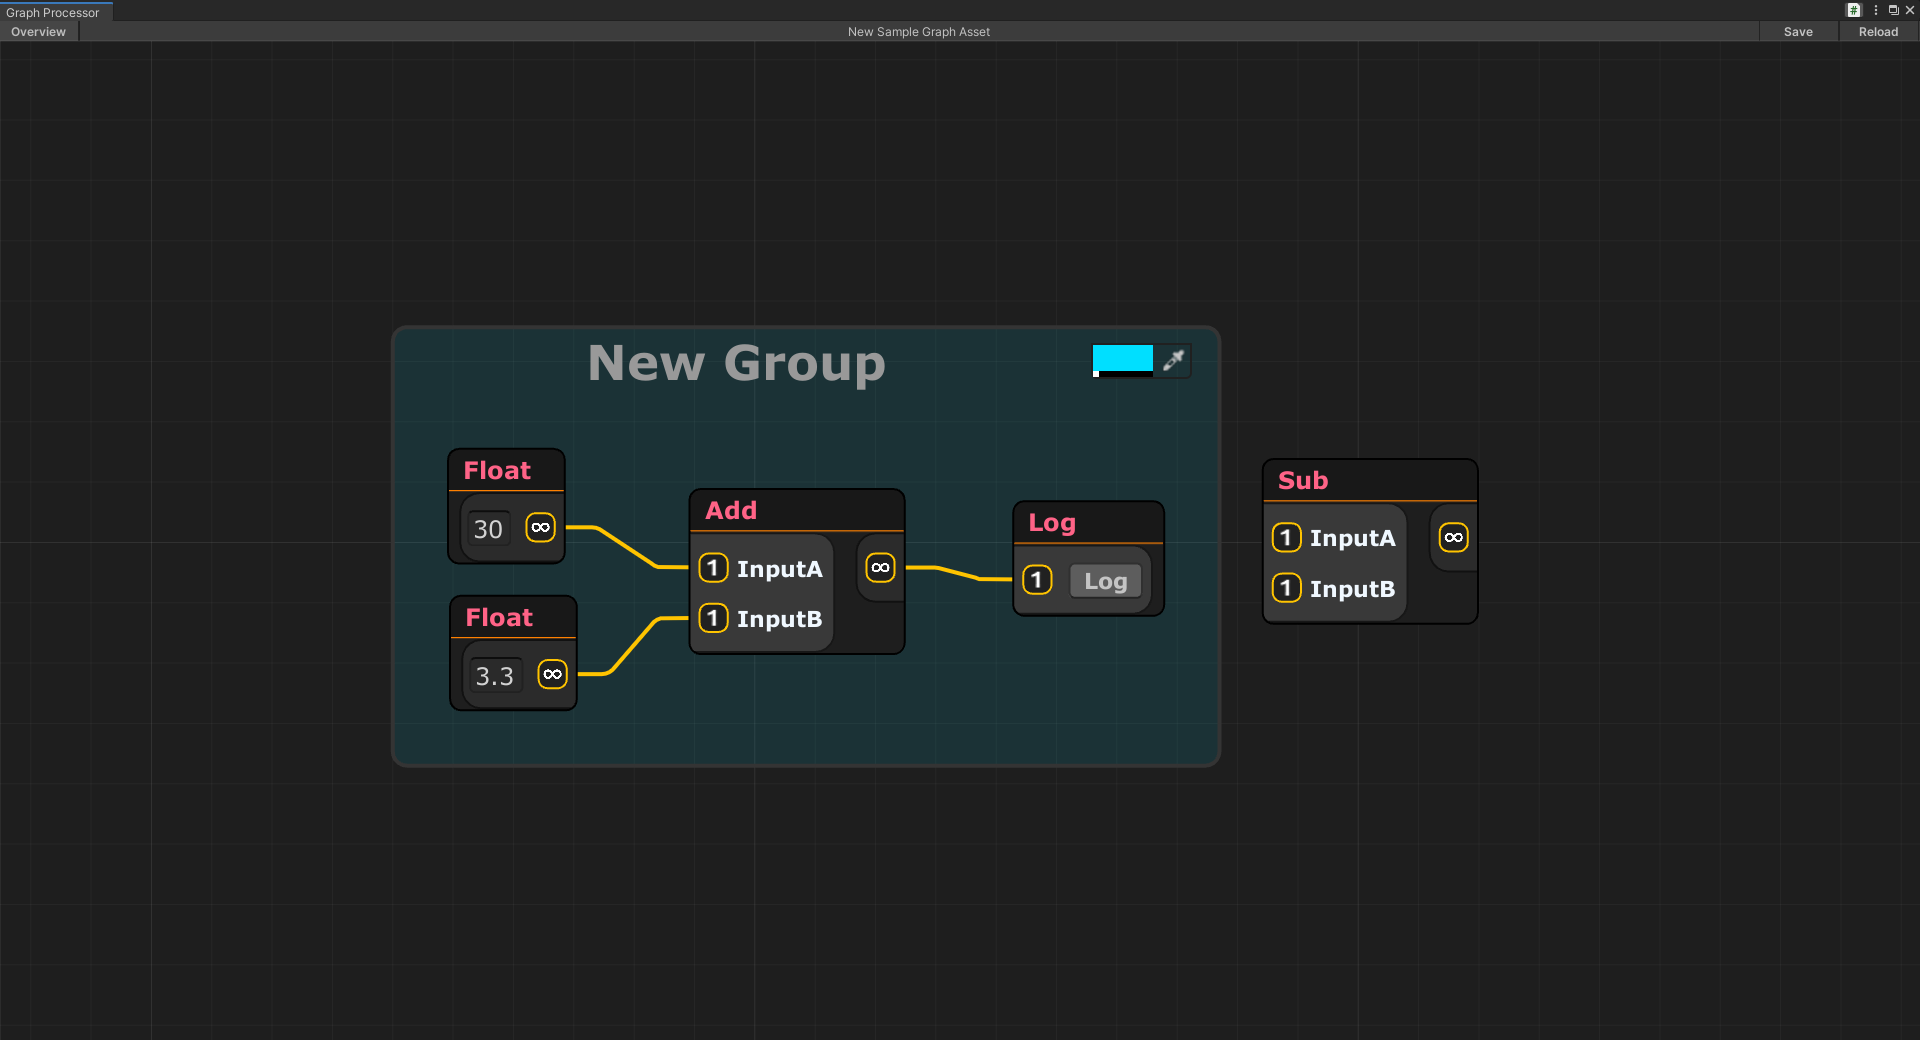 Graph Processor
#
Overview
New Sample Graph Asset
Save
Reload
New Group
Float
30
∞
Float
3.3
∞
Add
1 InputA
∞
1 InputB
Log
1
Log
Sub
1 InputA
∞
1 InputB